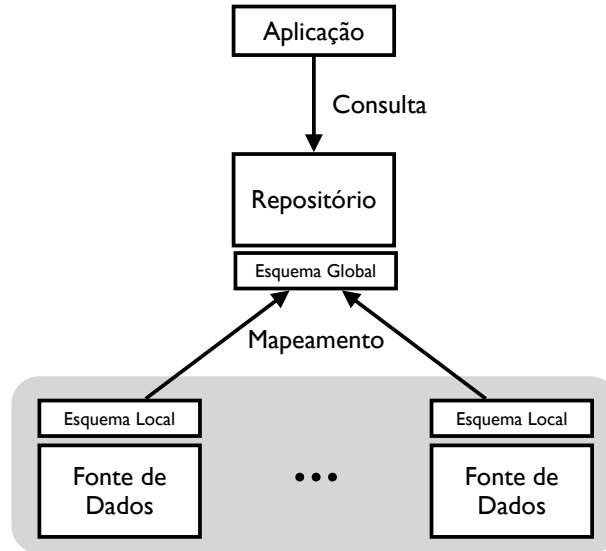 Aplicação
Consulta
Repositório
Esquema Global
Mapeamento
Esquema Local
Esquema Local
Fonte de
Dados
...
Fonte de
Dados